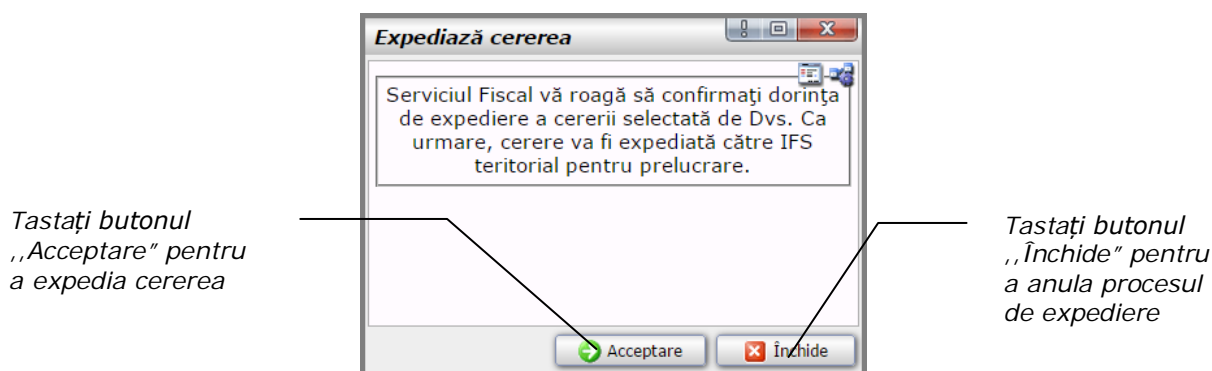 Expediază cererea
Serviciul Fiscal vă roagă să confirmaţi dorinţa
de expediere a cererii selectată de Dvs. Ca
urmare, cerere va fi expediată către IFS
teritorial pentru prelucrare.
Tastați butonul
,,Acceptare” pentru
a expedia cererea
Tastați butonul
,,Închide” pentru
a anula procesul
de expediere
Acceptare
Închide